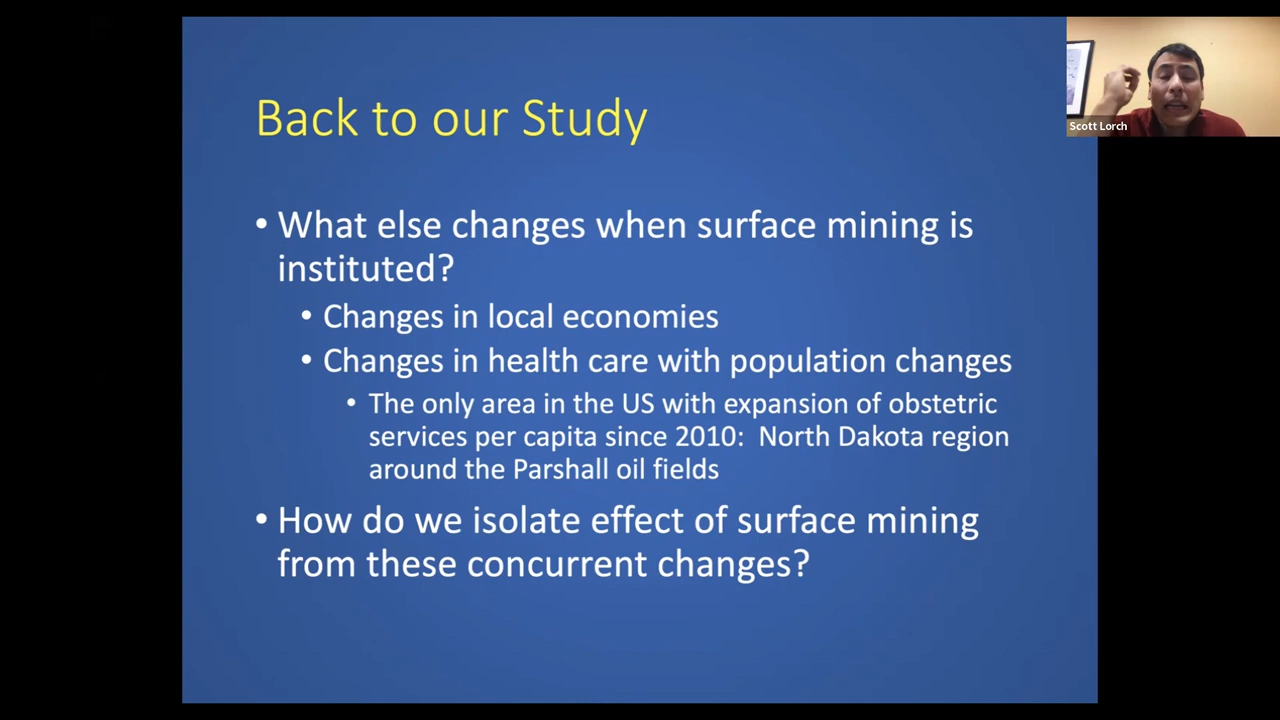 Back to our Study
Scott Lorch
• What else changes when surface mining is
instituted?
• Changes in local economies
• Changes in health care with population changes
• The only area in the US with expansion of obstetric
services per capita since 2010:  North Dakota region
around the Parshall oil fields
• How do we isolate effect of surface mining
from these concurrent changes?